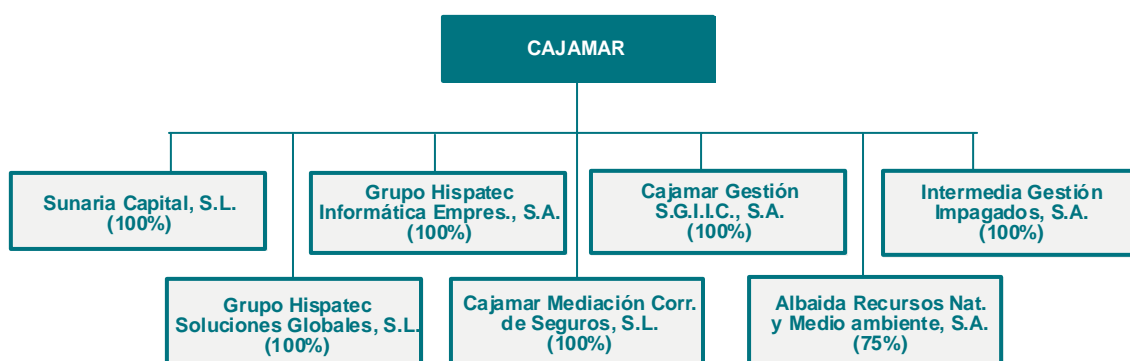 CAJAMAR
Sunaria Capital, S.L.
(100%)
Grupo Hispatec
Informática Empres., S.A.
(100%)
Cajamar Gestión
S.G.I.I.C., S.A.
(100%)
Intermedia Gestión
Impagados, S.A.
(100%)
Grupo Hispatec
Soluciones Globales, S.L.
(100%)
Cajamar Mediación Corr.
de Seguros, S.L.
(100%)
Albaida Recursos Nat.
y Medio ambiente, S.A.
(75%)